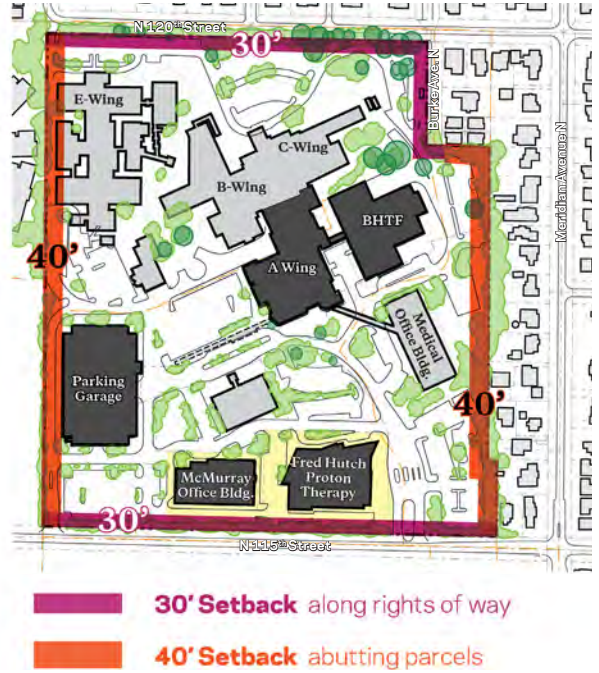 N 120th Street
30'
Burke Ave N
Meridian Avenue N
E-Wing
C-Wing
B-Wing
BHTF
A Wing
40'
Medical
Office Bldg.
Parking
Garage
40'
McMurray
Office Bldg.
Fred Hutch
Proton
Therapy
30'
N 115th Street
30' Setback along rights of way
40' Setback abutting parcels